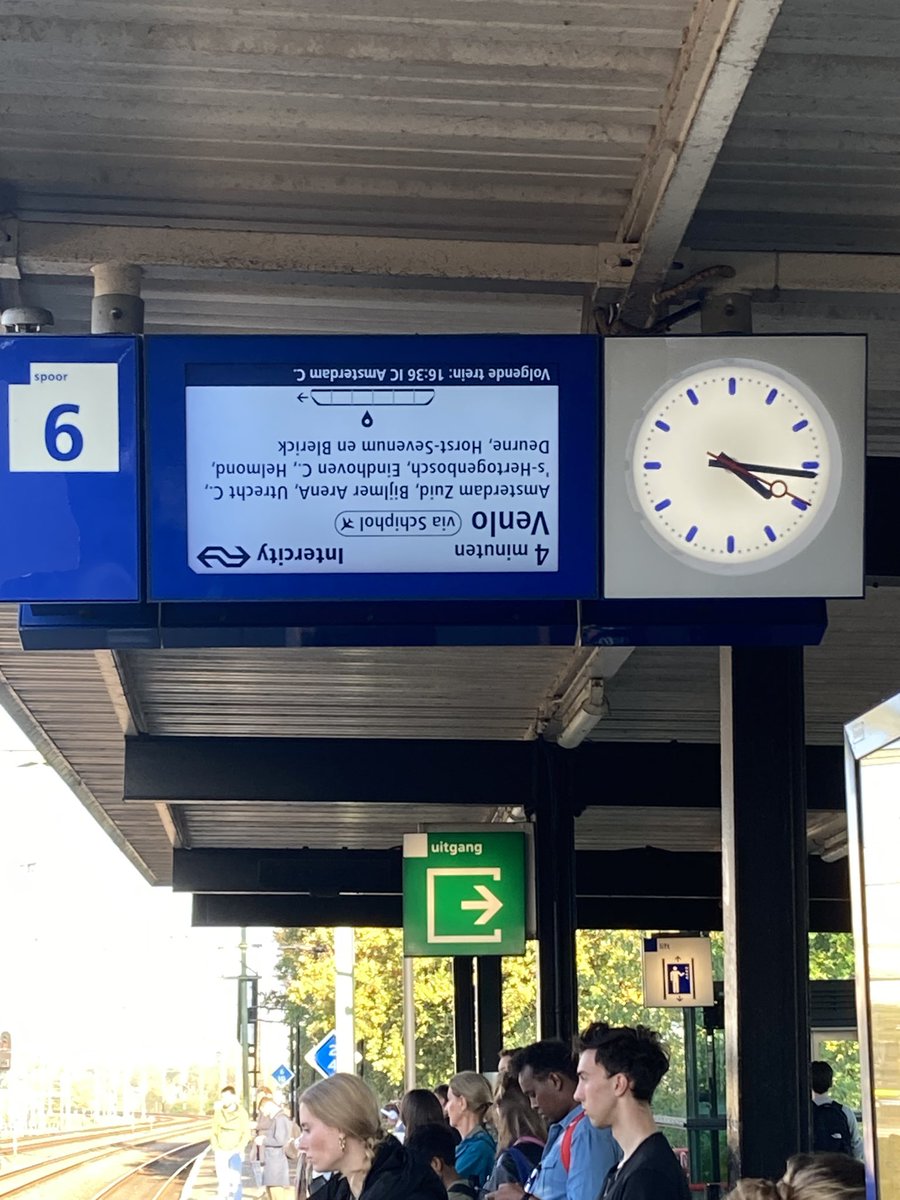 spoor
6
4 minuten Intercity
Venlo via Schiphol
Amsterdam Zuid, Bijlmer ArenA, Utrecht C.,
's-Hertogenbosch, Eindhoven C., Helmond,
Deurne, Horst-Sevenum en Blerick
Volgende trein: 16:36 IC Amsterdam C.
uitgang
lift